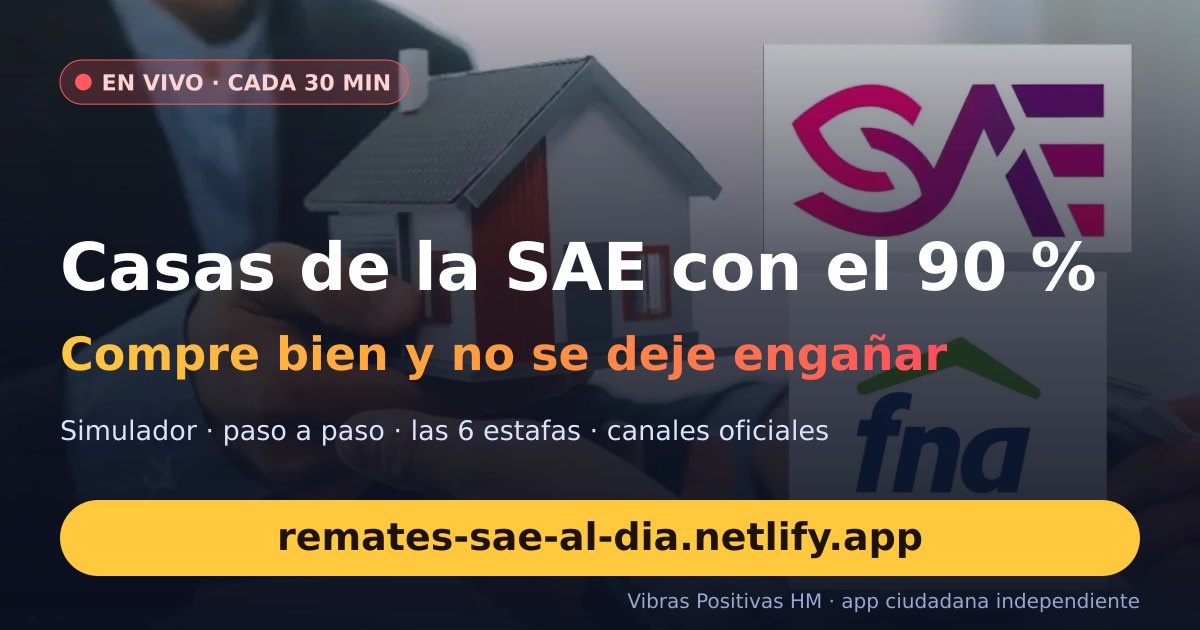 EN VIVO · CADA 30 MIN
SAE
Casas de la SAE con el 90 %
Compre bien y no se deje engañar
Simulador · paso a paso · las 6 estafas · canales oficiales
fna
remates-sae-al-dia.netlify.app
Vibras Positivas HM · app ciudadana independiente